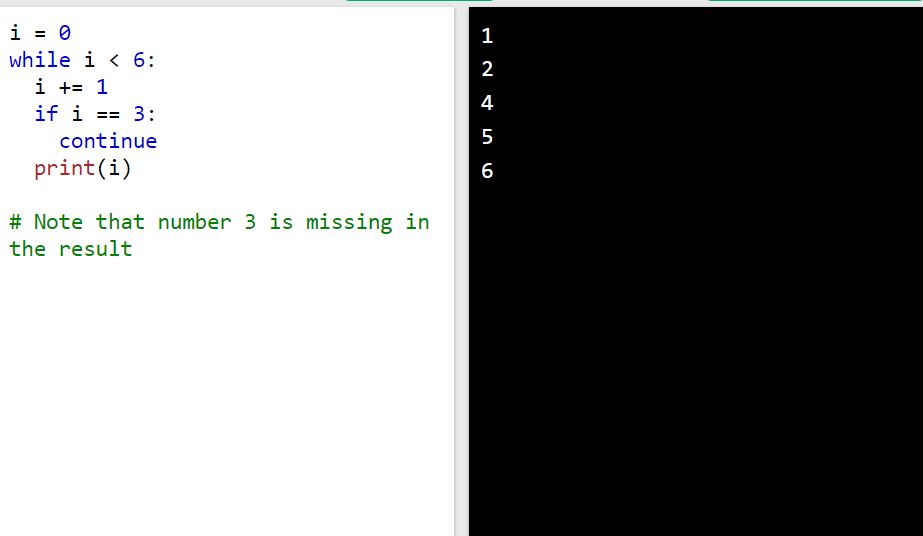 i = 0
while i < 6:
  i += 1
  if i == 3:
    continue
  print(i)
# Note that number 3 is missing in
the result
1
2
4
5
6